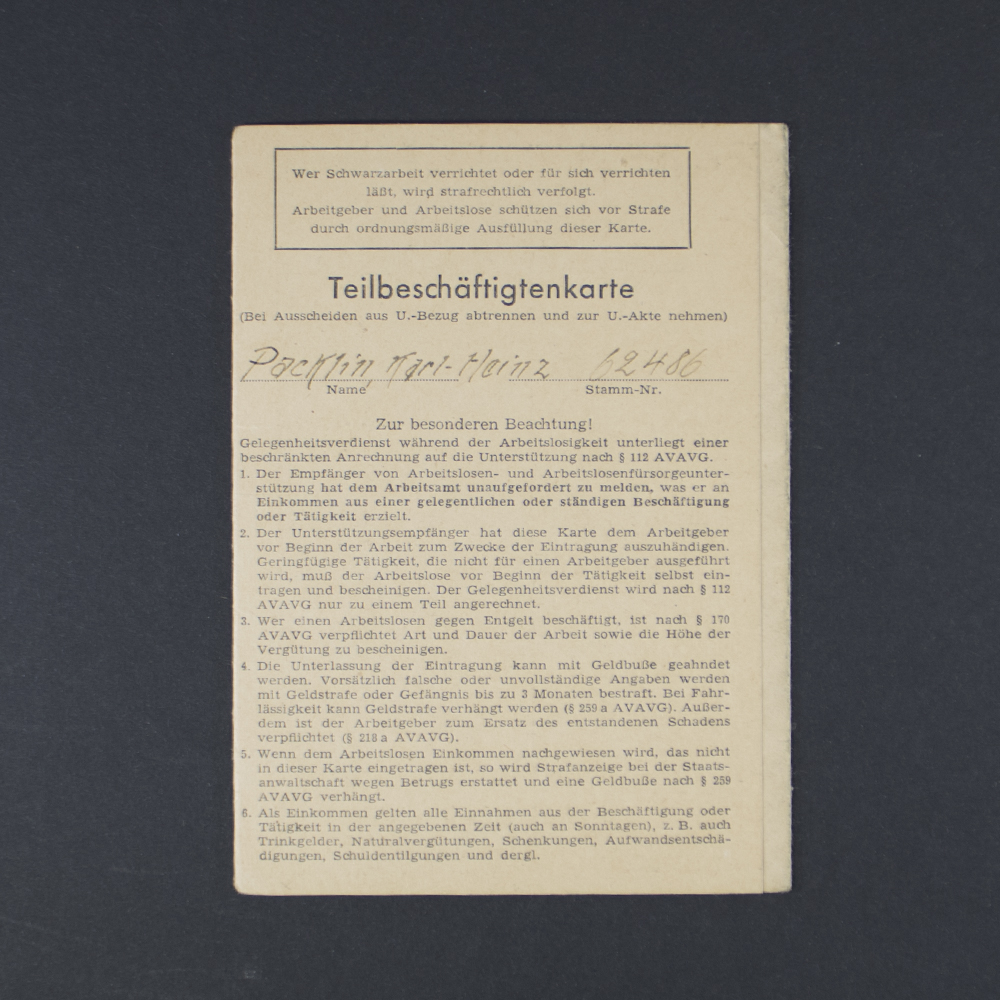 Wer Schwarzarbeit verrichtet oder für sich verrichten
läßt, wird strafrechtlich verfolgt.
Arbeitgeber und Arbeitslose schützen sich vor Strafe
durch ordnungsmäßige Ausfüllung dieser Karte.
Teilbeschäftigtenkarte
(Bei Ausscheiden aus U.-Bezug abtrennen und zur U.-Akte nehmen)
Packlin, Karl-Heinz 62486
Name Stamm-Nr.
Zur besonderen Beachtung!
Gelegenheitsverdienst während der Arbeitslosigkeit unterliegt einer
beschränkten Anrechnung auf die Unterstützung nach § 112 AVAVG.
1. Der Empfänger von Arbeitslosen- und Arbeitslosenfürsorgeunter-
stützung hat dem Arbeitsamt unaufgefordert zu melden, was er an
Einkommen aus einer gelegentlichen oder ständigen Beschäftigung
oder Tätigkeit erzielt.
2. Der Unterstützungsempfänger hat diese Karte dem Arbeitgeber
vor Beginn der Arbeit zum Zwecke der Eintragung auszuhändigen.
Geringfügige Tätigkeit, die nicht für einen Arbeitgeber ausgeführt
wird, muß der Arbeitslose vor Beginn der Tätigkeit selbst ein-
tragen und bescheinigen. Der Gelegenheitsverdienst wird nach § 112
AVAVG nur zu einem Teil angerechnet.
3. Wer einen Arbeitslosen gegen Entgelt beschäftigt, ist nach § 170
AVAVG verpflichtet Art und Dauer der Arbeit sowie die Höhe der
Vergütung zu bescheinigen.
4. Die Unterlassung der Eintragung kann mit Geldbuße geahndet
werden. Vorsätzlich falsche oder unvollständige Angaben werden
mit Geldstrafe oder Gefängnis bis zu 3 Monaten bestraft. Bei Fahr-
lässigkeit kann Geldstrafe verhängt werden (§ 259 a AVAVG). Außer-
dem ist der Arbeitgeber zum Ersatz des entstandenen Schadens
verpflichtet (§ 218 a AVAVG).
5. Wenn dem Arbeitslosen Einkommen nachgewiesen wird, das nicht
in dieser Karte eingetragen ist, so wird Strafanzeige bei der Staats-
anwaltschaft wegen Betrugs erstattet und eine Geldbuße nach § 259
AVAVG verhängt.
6. Als Einkommen gelten alle Einnahmen aus der Beschäftigung oder
Tätigkeit in der angegebenen Zeit (auch an Sonntagen), z. B. auch
Trinkgelder, Naturalvergütungen, Schenkungen, Aufwandsentschä-
digungen, Schuldentilgungen und dergl.